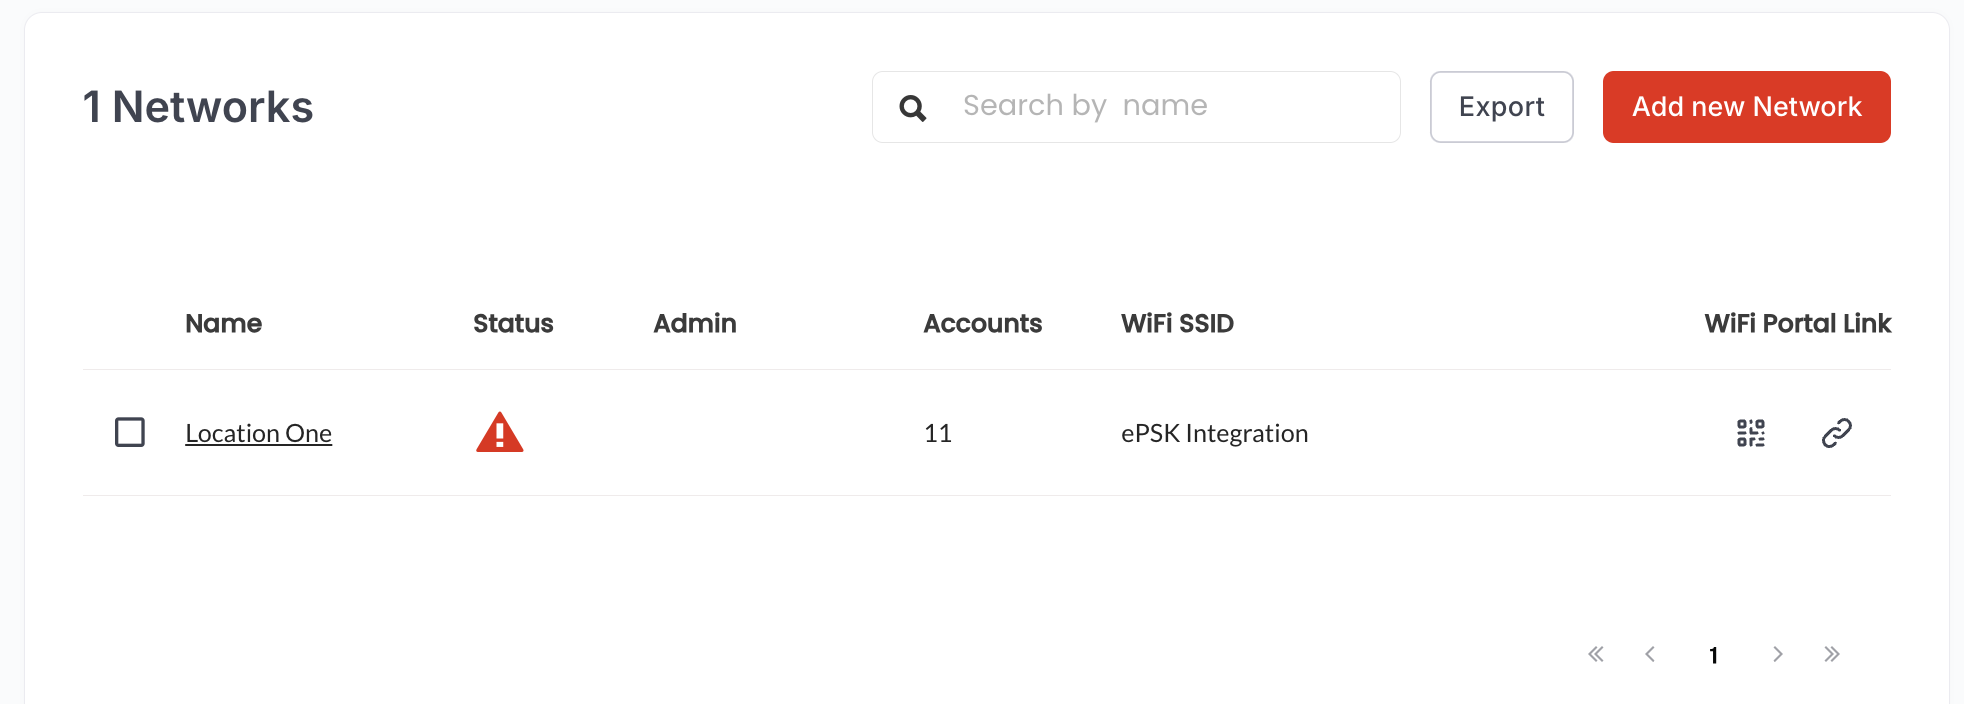 1 Networks
Search by name
Export
Add new Network
Name Status Admin Accounts WiFi SSID WiFi Portal Link
Location One 11 ePSK Integration
« ‹ 1 › »